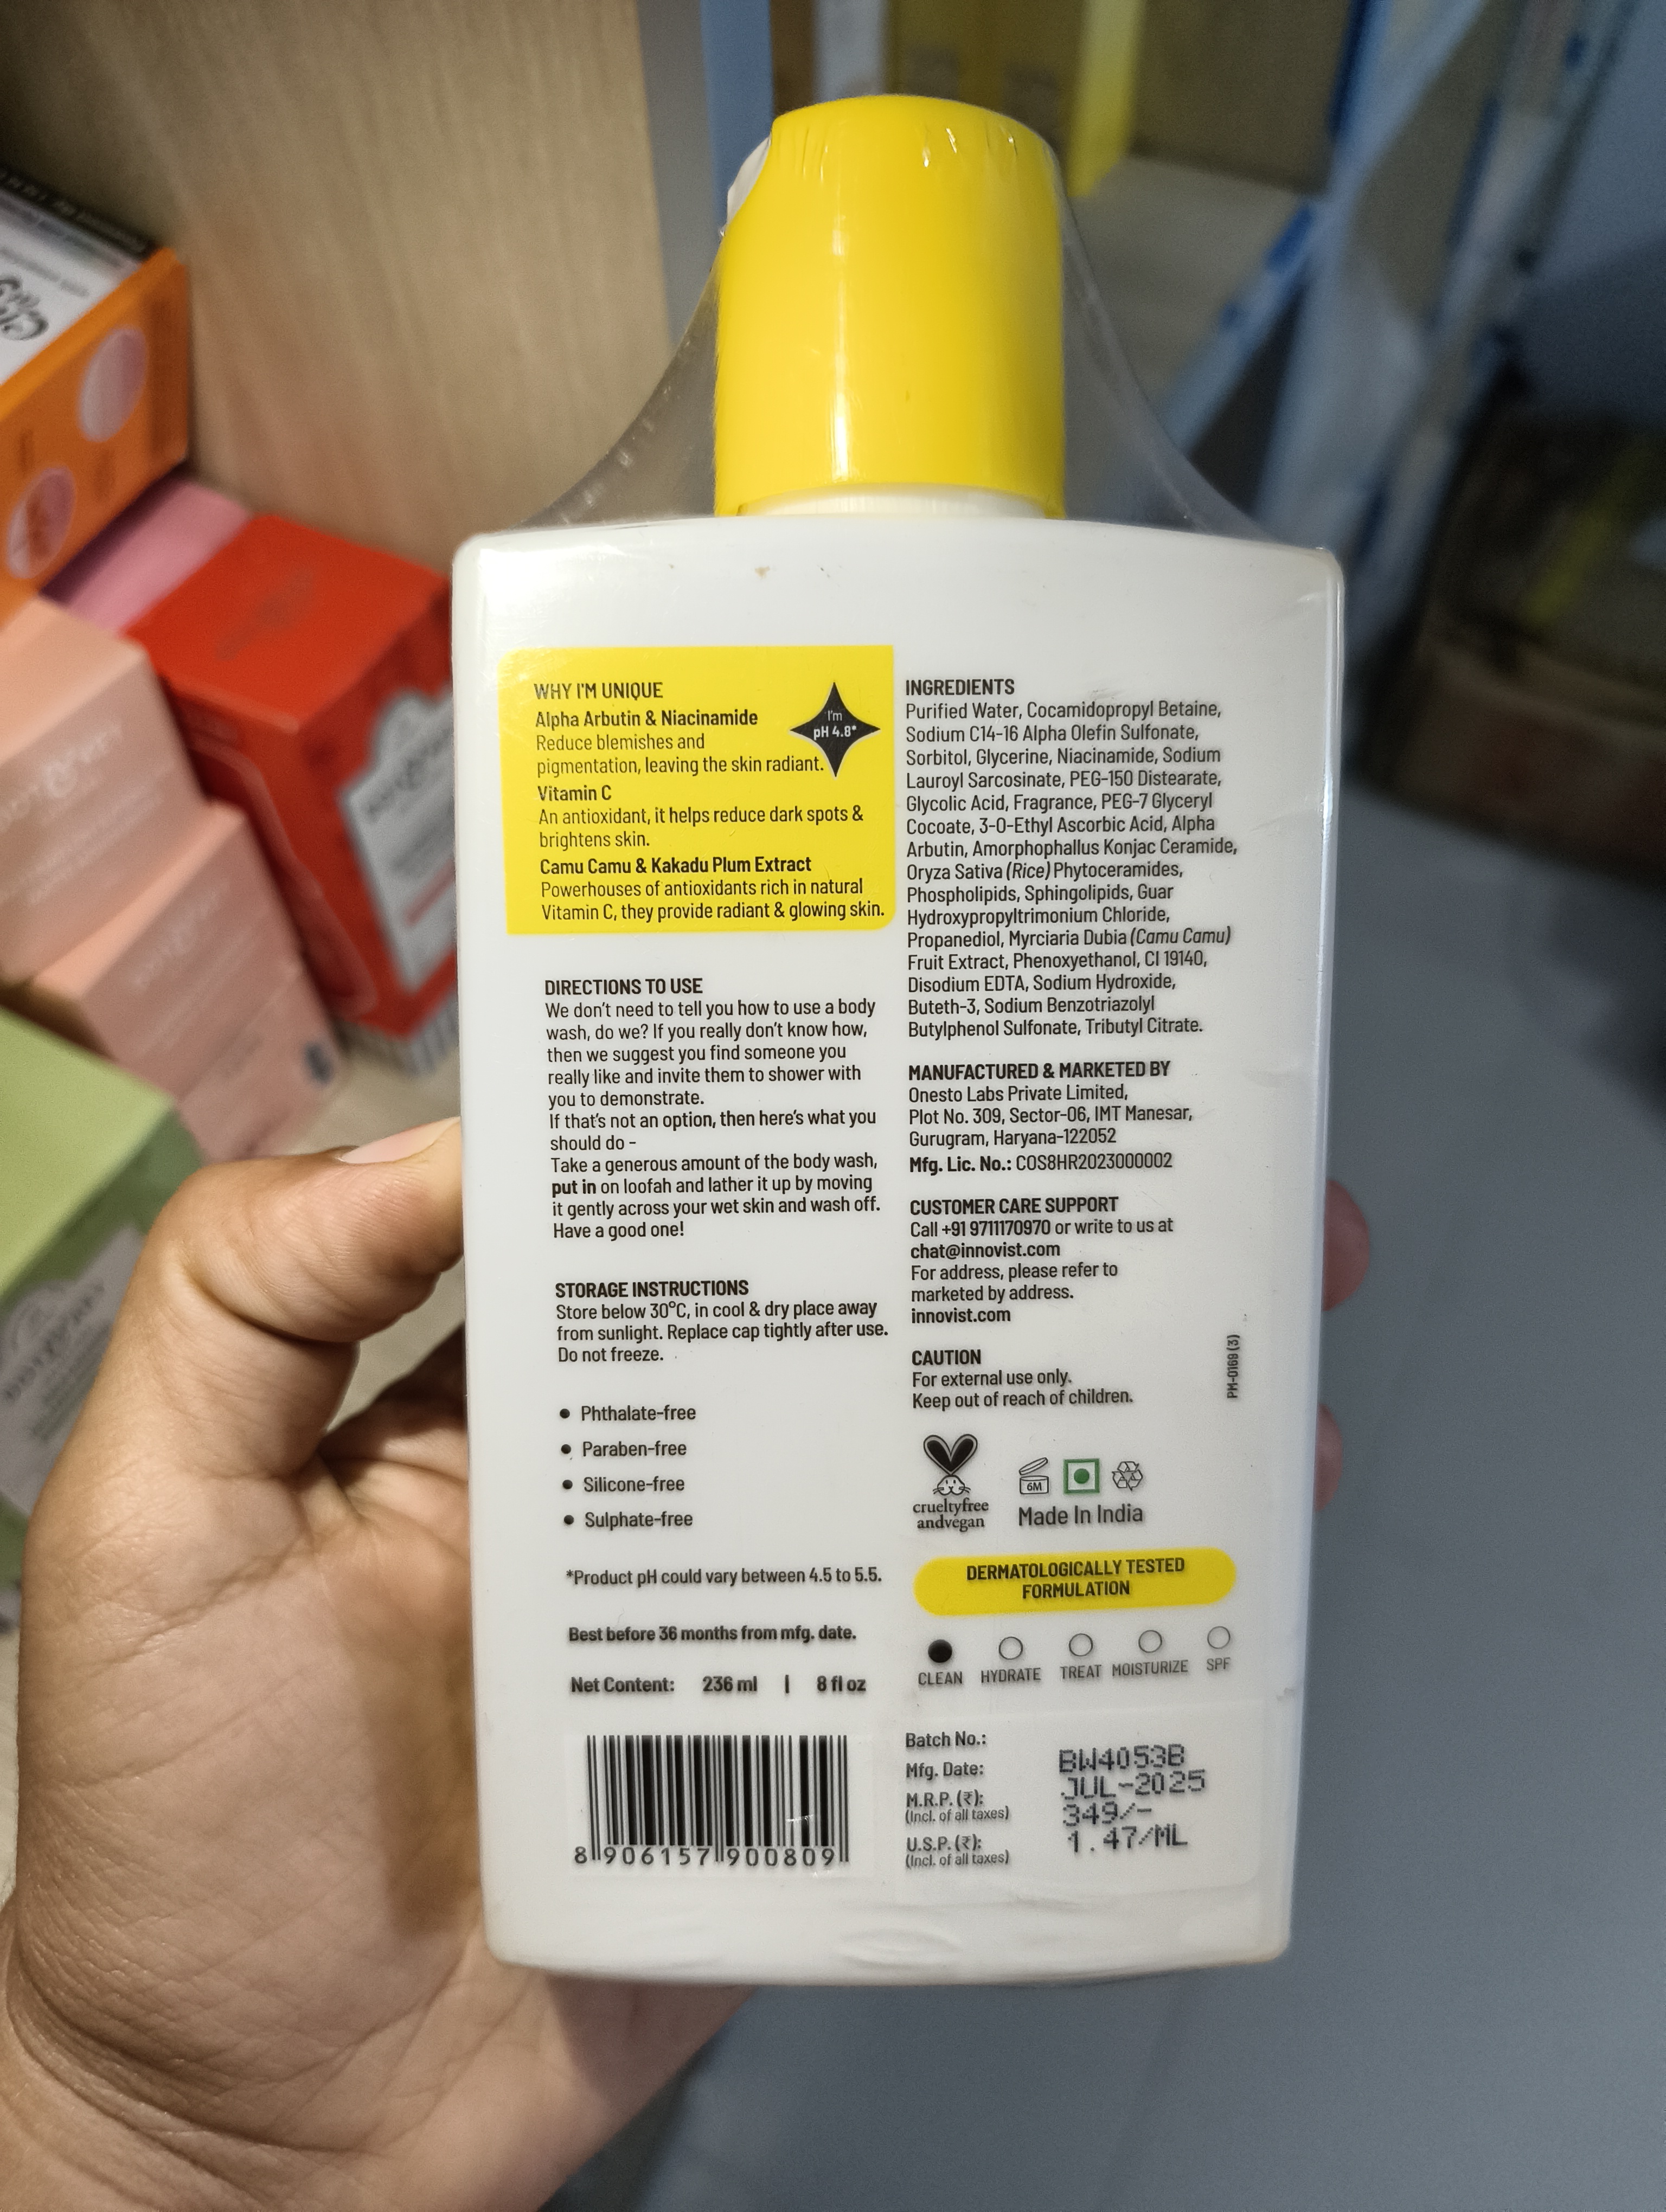 WHY I'M UNIQUE
Alpha Arbutin & Niacinamide
Reduce blemishes and
pigmentation, leaving the skin radiant.
I'm
pH 4.8*
Vitamin C
An antioxidant, it helps reduce dark spots &
brightens skin.
Camu Camu & Kakadu Plum Extract
Powerhouses of antioxidants rich in natural
Vitamin C, they provide radiant & glowing skin.
DIRECTIONS TO USE
We don't need to tell you how to use a body
wash, do we? If you really don't know how,
then we suggest you find someone you
really like and invite them to shower with
you to demonstrate.
If that's not an option, then here's what you
should do -
Take a generous amount of the body wash,
put in on loofah and lather it up by moving
it gently across your wet skin and wash off.
Have a good one!
STORAGE INSTRUCTIONS
Store below 30°C, in cool & dry place away
from sunlight. Replace cap tightly after use.
Do not freeze.
• Phthalate-free
• Paraben-free
• Silicone-free
• Sulphate-free
*Product pH could vary between 4.5 to 5.5.
Best before 36 months from mfg. date.
Net Content: 236 ml | 8 fl oz
8 906157 900809
INGREDIENTS
Purified Water, Cocamidopropyl Betaine,
Sodium C14-16 Alpha Olefin Sulfonate,
Sorbitol, Glycerine, Niacinamide, Sodium
Lauroyl Sarcosinate, PEG-150 Distearate,
Glycolic Acid, Fragrance, PEG-7 Glyceryl
Cocoate, 3-O-Ethyl Ascorbic Acid, Alpha
Arbutin, Amorphophallus Konjac Ceramide,
Oryza Sativa (Rice) Phytoceramides,
Phospholipids, Sphingolipids, Guar
Hydroxypropyltrimonium Chloride,
Propanediol, Myrciaria Dubia (Camu Camu)
Fruit Extract, Phenoxyethanol, CI 19140,
Disodium EDTA, Sodium Hydroxide,
Buteth-3, Sodium Benzotriazolyl
Butylphenol Sulfonate, Tributyl Citrate.
MANUFACTURED & MARKETED BY
Onesto Labs Private Limited,
Plot No. 309, Sector-06, IMT Manesar,
Gurugram, Haryana-122052
Mfg. Lic. No.: COS8HR2023000002
CUSTOMER CARE SUPPORT
Call +91 9711170970 or write to us at
chat@innovist.com
For address, please refer to
marketed by address.
innovist.com
CAUTION
For external use only.
Keep out of reach of children.
PM-0169 (3)
crueltyfree
andvegan
6M
Made In India
DERMATOLOGICALLY TESTED
FORMULATION
CLEAN HYDRATE TREAT MOISTURIZE SPF
Batch No.: BW4053B
Mfg. Date: JUL-2025
M.R.P. (₹): 349/-
(Incl. of all taxes)
U.S.P. (₹): 1.47/ML
(Incl. of all taxes)